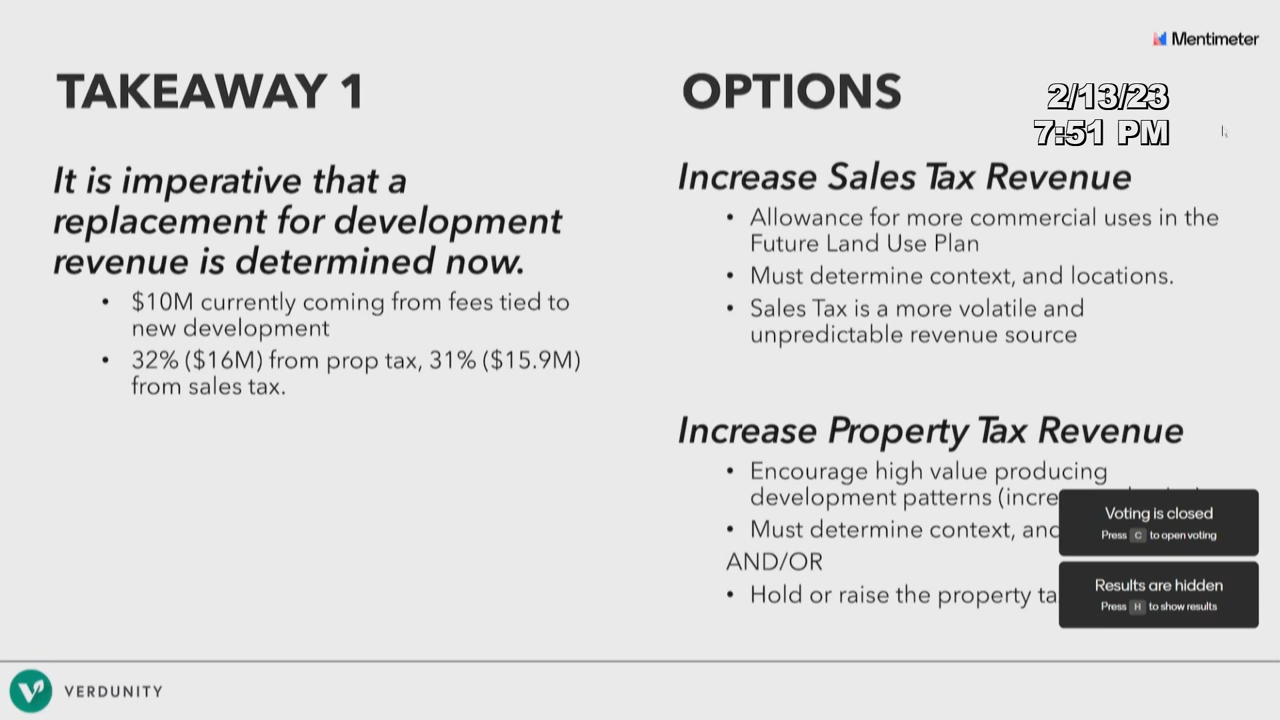 Mentimeter
TAKEAWAY 1
It is imperative that a
replacement for development
revenue is determined now.
• $10M currently coming from fees tied to
new development
• 32% ($16M) from prop tax, 31% ($15.9M)
from sales tax.
OPTIONS
2/13/23
7:51 PM
Increase Sales Tax Revenue
• Allowance for more commercial uses in the
Future Land Use Plan
• Must determine context, and locations.
• Sales Tax is a more volatile and
unpredictable revenue source
Increase Property Tax Revenue
• Encourage high value producing
development patterns
• Must determine context, and
AND/OR
• Hold or raise the property
Voting is closed
Press C to open voting
Results are hidden
Press H to show results
VERDUNITY